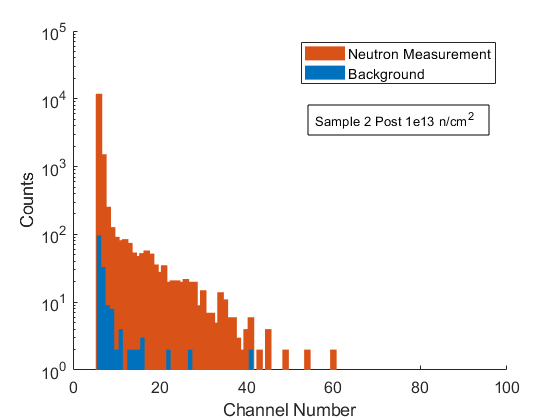 10^5
10^4
10^3
10^2
10^1
10^0
Counts
0 20 40 60 80 100
Channel Number
Neutron Measurement
Background
Sample 2 Post 1e13 n/cm^2